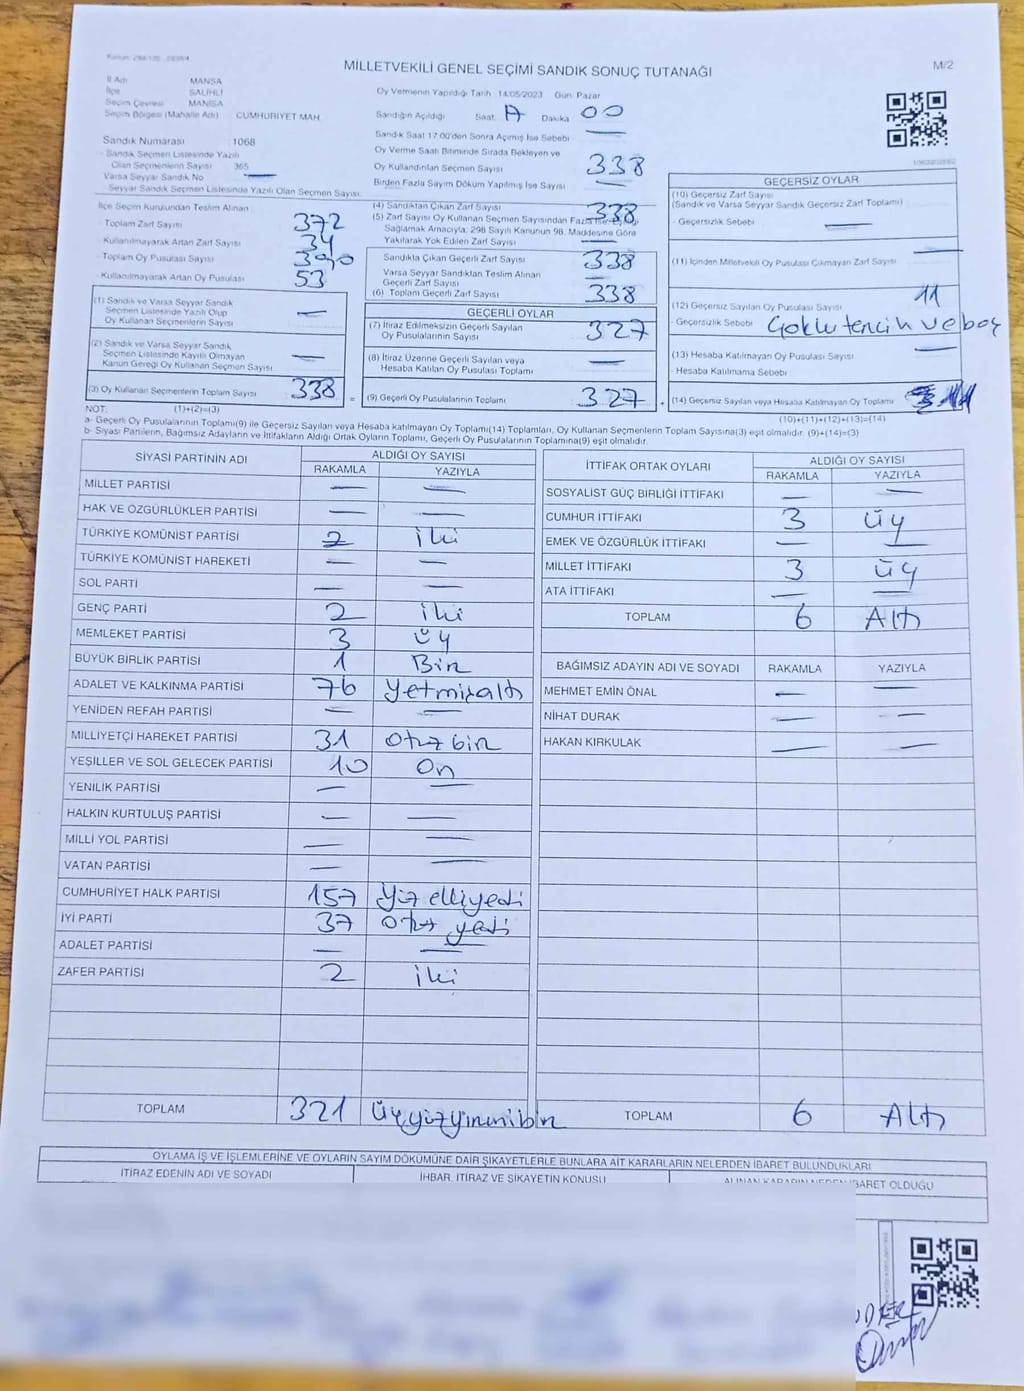 MİLLETVEKİLİ GENEL SEÇİMİ SANDIK SONUÇ TUTANAĞI
M/2
İl Adı MANİSA
İlçe SALİHLİ
Seçim Çevresi MANİSA
Seçim Bölgesi (Mahalle Adı) CUMHURİYET MAH.
Sandık Numarası 1068
Sandık Seçmen Listesinde Yazılı
Olan Seçmenlerin Sayısı 365
Varsa Seyyar Sandık No —
Seyyar Sandık Seçmen Listesinde Yazılı Olan Seçmen Sayısı
Oy Vermenin Yapıldığı Tarih 14/05/2023 Gün Pazar
Sandığın Açıldığı Saat Dakika 00
Sandık Saat 17:00'den Sonra Açılmış İse Sebebi —
Oy Verme Saati Bitiminde Sırada Bekleyen ve
Oy Kullandırılan Seçmen Sayısı 338
Birden Fazla Sayım Döküm Yapılmış İse Sayısı —
İlçe Seçim Kurulundan Teslim Alınan
- Toplam Zarf Sayısı 372
- Kullanılmayarak Artan Zarf Sayısı 34
- Toplam Oy Pusulası Sayısı 390
- Kullanılmayarak Artan Oy Pusulası 53
(1) Sandık ve Varsa Seyyar Sandık
Seçmen Listesinde Yazılı Olup
Oy Kullanan Seçmenlerin Sayısı —
(2) Sandık ve Varsa Seyyar Sandık
Seçmen Listesinde Kayıtlı Olmayan
Kanun Gereği Oy Kullanan Seçmen Sayısı —
(3) Oy Kullanan Seçmenlerin Toplam Sayısı 338
(4) Sandıktan Çıkan Zarf Sayısı 338
(5) Zarf Sayısı Oy Kullanan Seçmen Sayısından Fazla İse
Sağlamak Amacıyla, 298 Sayılı Kanunun 98. Maddesine Göre
Yakılarak Yok Edilen Zarf Sayısı —
Sandıkta Çıkan Geçerli Zarf Sayısı 338
Varsa Seyyar Sandıktan Teslim Alınan
Geçerli Zarf Sayısı —
(6) Toplam Geçerli Zarf Sayısı 338
GEÇERLİ OYLAR
(7) İtiraz Edilmeksizin Geçerli Sayılan
Oy Pusulalarının Sayısı 327
(8) İtiraz Üzerine Geçerli Sayılan veya
Hesaba Katılan Oy Pusulası Toplamı —
= (9) Geçerli Oy Pusulalarının Toplamı 327
GEÇERSİZ OYLAR
(10) Geçersiz Zarf Sayısı
(Sandık ve Varsa Seyyar Sandık Geçersiz Zarf Toplamı)
- Geçersizlik Sebebi —
(11) İçinden Milletvekili Oy Pusulası Çıkmayan Zarf Sayısı —
(12) Geçersiz Sayılan Oy Pusulası Sayısı 11
- Geçersizlik Sebebi Çoklu tercih ve boş
(13) Hesaba Katılmayan Oy Pusulası Sayısı —
- Hesaba Katılmama Sebebi
+ (14) Geçersiz Sayılan veya Hesaba Katılmayan Oy Toplamı 11
NOT: (1)+(2)=(3) (10)+(11)+(12)+(13)=(14)
a- Geçerli Oy Pusulalarının Toplamı(9) ile Geçersiz Sayılan veya Hesaba katılmayan Oy Toplamı(14) Toplamları, Oy Kullanan Seçmenlerin Toplam Sayısına(3) eşit olmalıdır. (9)+(14)=(3)
b- Siyasi Partilerin, Bağımsız Adayların ve İttifakların Aldığı Ortak Oyların Toplamı, Geçerli Oy Pusulalarının Toplamına(9) eşit olmalıdır.
SİYASİ PARTİNİN ADI ALDIĞI OY SAYISI
RAKAMLA YAZIYLA
MİLLET PARTİSİ — —
HAK VE ÖZGÜRLÜKLER PARTİSİ — —
TÜRKİYE KOMÜNİST PARTİSİ 2 iki
TÜRKİYE KOMÜNİST HAREKETİ — —
SOL PARTİ — —
GENÇ PARTİ 2 iki
MEMLEKET PARTİSİ 3 üç
BÜYÜK BİRLİK PARTİSİ 1 Bir
ADALET VE KALKINMA PARTİSİ 76 yetmişaltı
YENİDEN REFAH PARTİSİ — —
MİLLİYETÇİ HAREKET PARTİSİ 31 otuz bir
YEŞİLLER VE SOL GELECEK PARTİSİ 10 On
YENİLİK PARTİSİ — —
HALKIN KURTULUŞ PARTİSİ — —
MİLLİ YOL PARTİSİ — —
VATAN PARTİSİ — —
CUMHURİYET HALK PARTİSİ 157 Yüz elliyedi
İYİ PARTİ 37 otuz yedi
ADALET PARTİSİ — —
ZAFER PARTİSİ 2 iki
TOPLAM 321 üçyüzyirmibir
İTTİFAK ORTAK OYLARI ALDIĞI OY SAYISI
RAKAMLA YAZIYLA
SOSYALİST GÜÇ BİRLİĞİ İTTİFAKI — —
CUMHUR İTTİFAKI 3 üç
EMEK VE ÖZGÜRLÜK İTTİFAKI — —
MİLLET İTTİFAKI 3 üç
ATA İTTİFAKI — —
TOPLAM 6 Altı
BAĞIMSIZ ADAYIN ADI VE SOYADI RAKAMLA YAZIYLA
MEHMET EMİN ÖNAL — —
NİHAT DURAK — —
HAKAN KIRKULAK — —
TOPLAM 6 Altı
OYLAMA İŞ VE İŞLEMLERİNE VE OYLARIN SAYIM DÖKÜMÜNE DAİR ŞİKAYETLERLE BUNLARA AİT KARARLARIN NELERDEN İBARET BULUNDUKLARI
İTİRAZ EDENİN ADI VE SOYADI
İHBAR, İTİRAZ VE ŞİKAYETİN KONUSU
ALINAN KARARIN NEDEN İBARET OLDUĞU